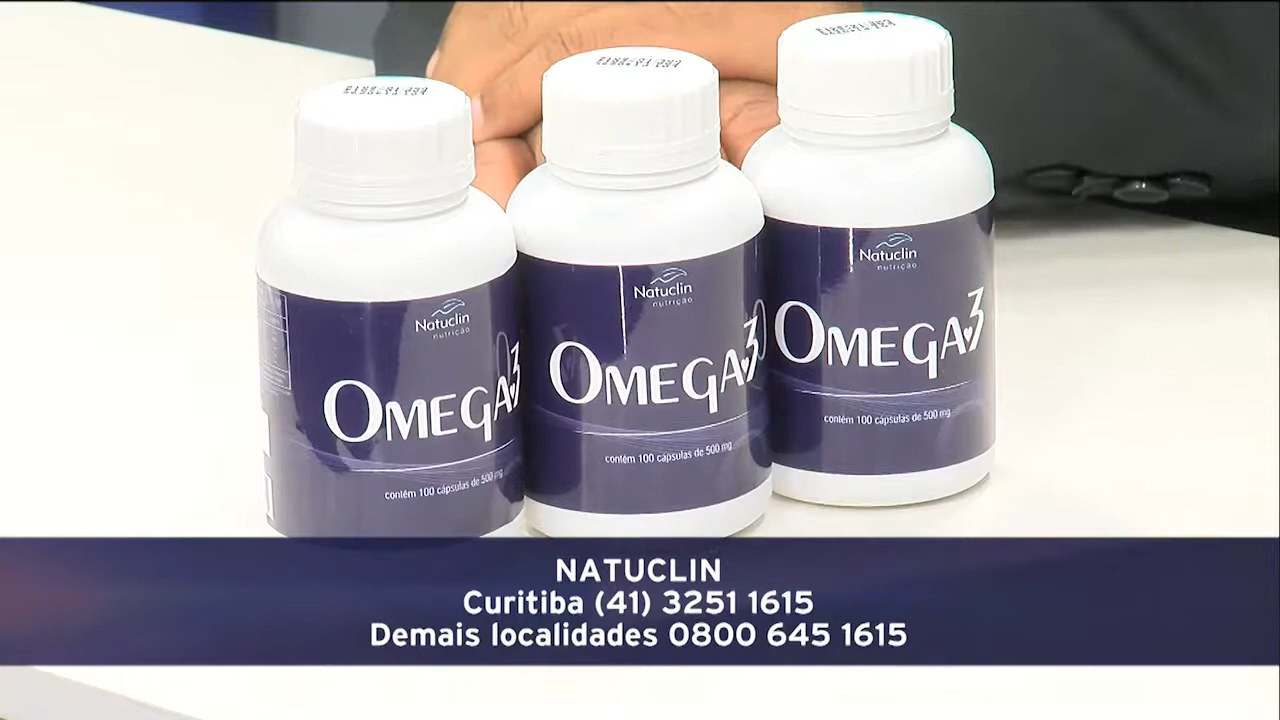 Natuclin
nutrição
OMEGA3
contém 100 cápsulas de 500 mg
Natuclin
nutrição
OMEGA3
contém 100 cápsulas de 500 mg
Natuclin
nutrição
OMEGA3
contém 100 cápsulas de 500 mg
NATUCLIN
Curitiba (41) 3251 1615
Demais localidades 0800 645 1615